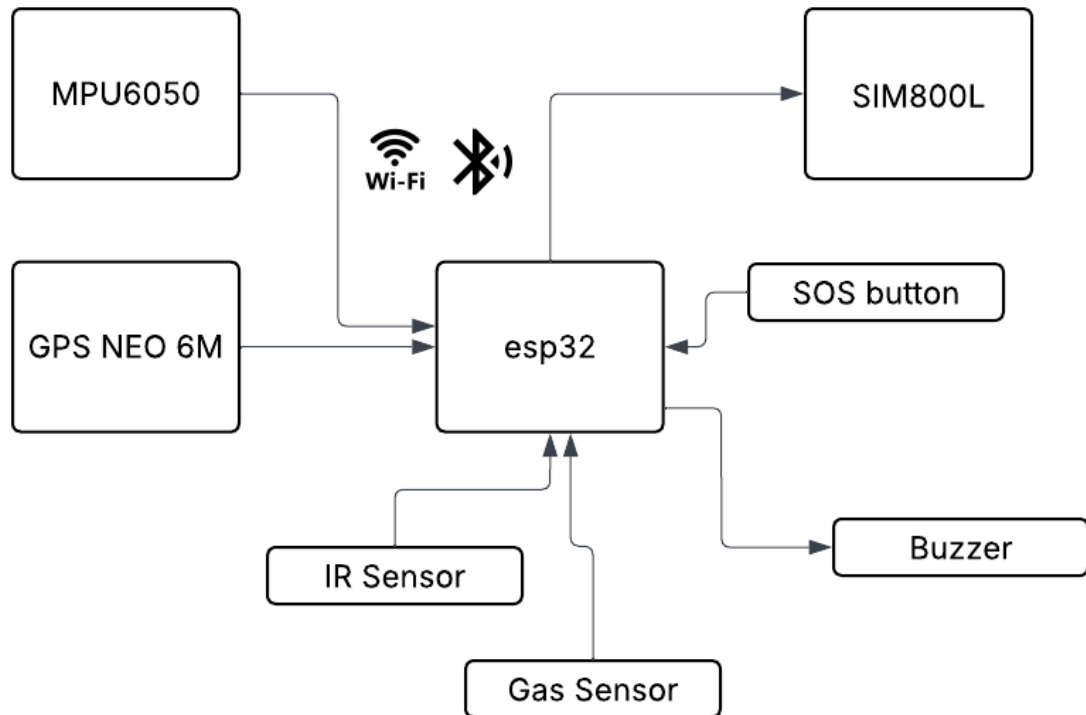 MPU6050
SIM800L
Wi-Fi
GPS NEO 6M
esp32
SOS button
IR Sensor
Buzzer
Gas Sensor